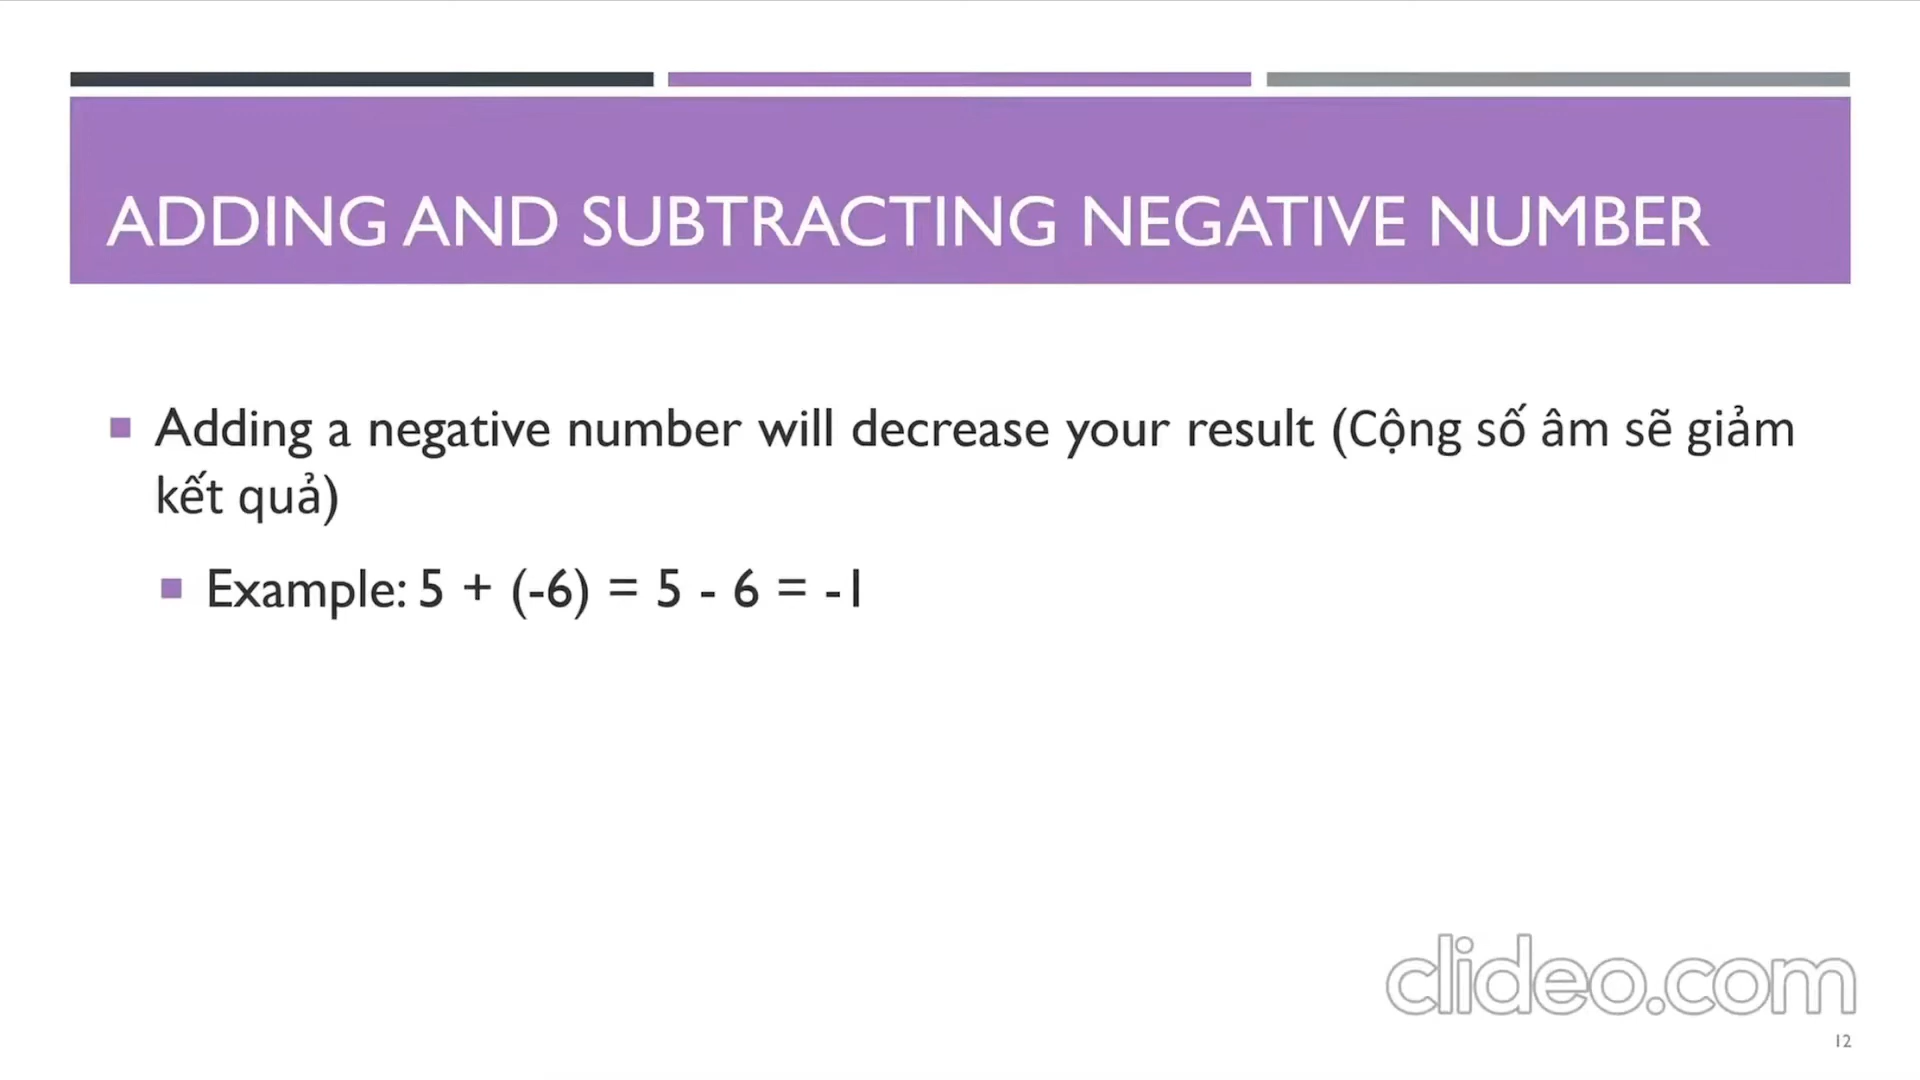 ADDING AND SUBTRACTING NEGATIVE NUMBER
Adding a negative number will decrease your result (Cộng số âm sẽ giảm
kết quả)
Example: 5 + (-6) = 5 - 6 = -1
clideo.com
12